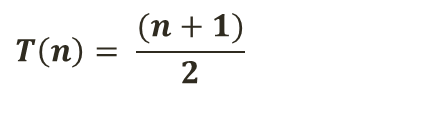 T(n) = (n + 1) / 2